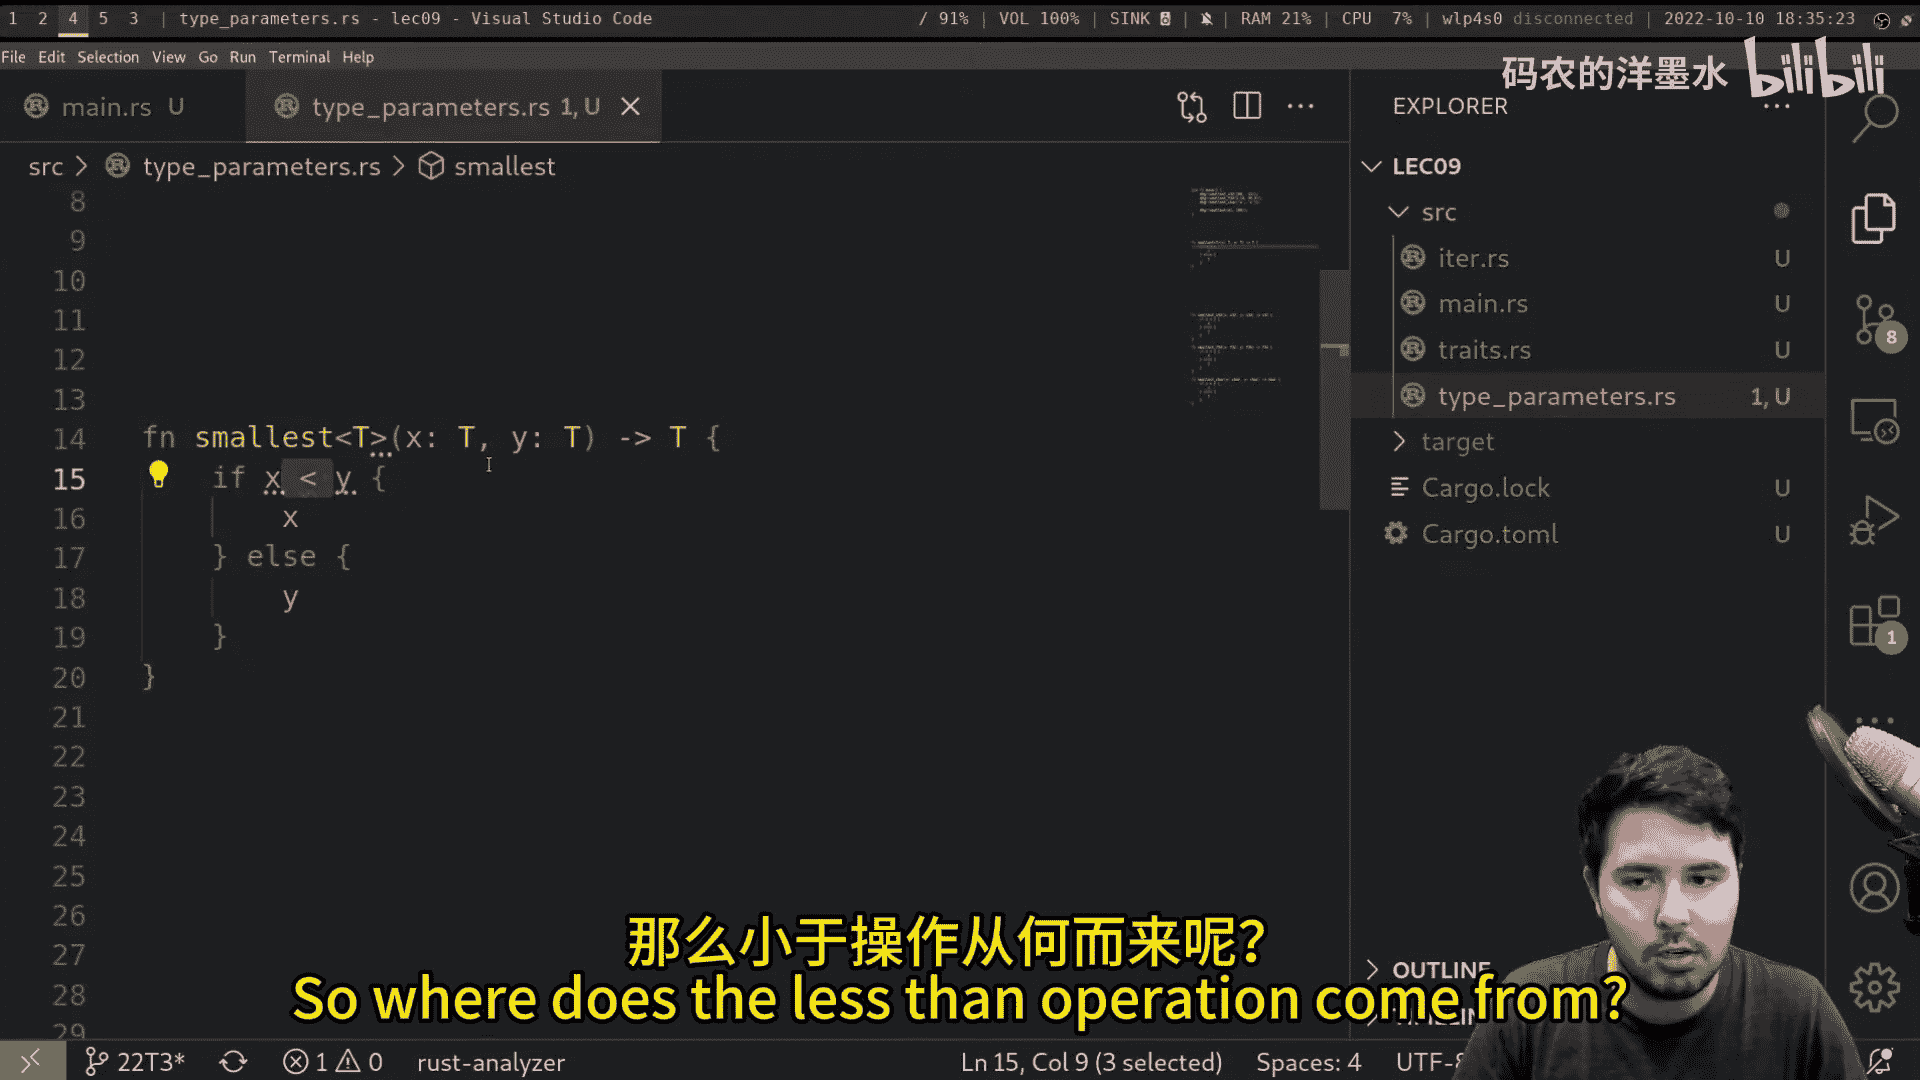 1 2 4 5 3 | type_parameters.rs - lec09 - Visual Studio Code / 91% | VOL 100% | SINK | RAM 21% | CPU 7% | wlp4s0 disconnected | 2022-10-10 18:35:23
File Edit Selection View Go Run Terminal Help
码农的洋墨水 bilibili
main.rs U type_parameters.rs 1, U
src > type_parameters.rs > smallest
8
9
10
11
12
13
14 fn smallest<T>(x: T, y: T) -> T {
15 if x < y {
16 x
17 } else {
18 y
19 }
20 }
21
22
23
24
25
26
27
28
29
EXPLORER
LEC09
src
iter.rs U
main.rs U
traits.rs U
type_parameters.rs 1, U
target
Cargo.lock U
Cargo.toml U
OUTLINE
8
1
那么小于操作从何而来呢?
So where does the less than operation come from?
22T3* 1 0 rust-analyzer Ln 15, Col 9 (3 selected) Spaces: 4